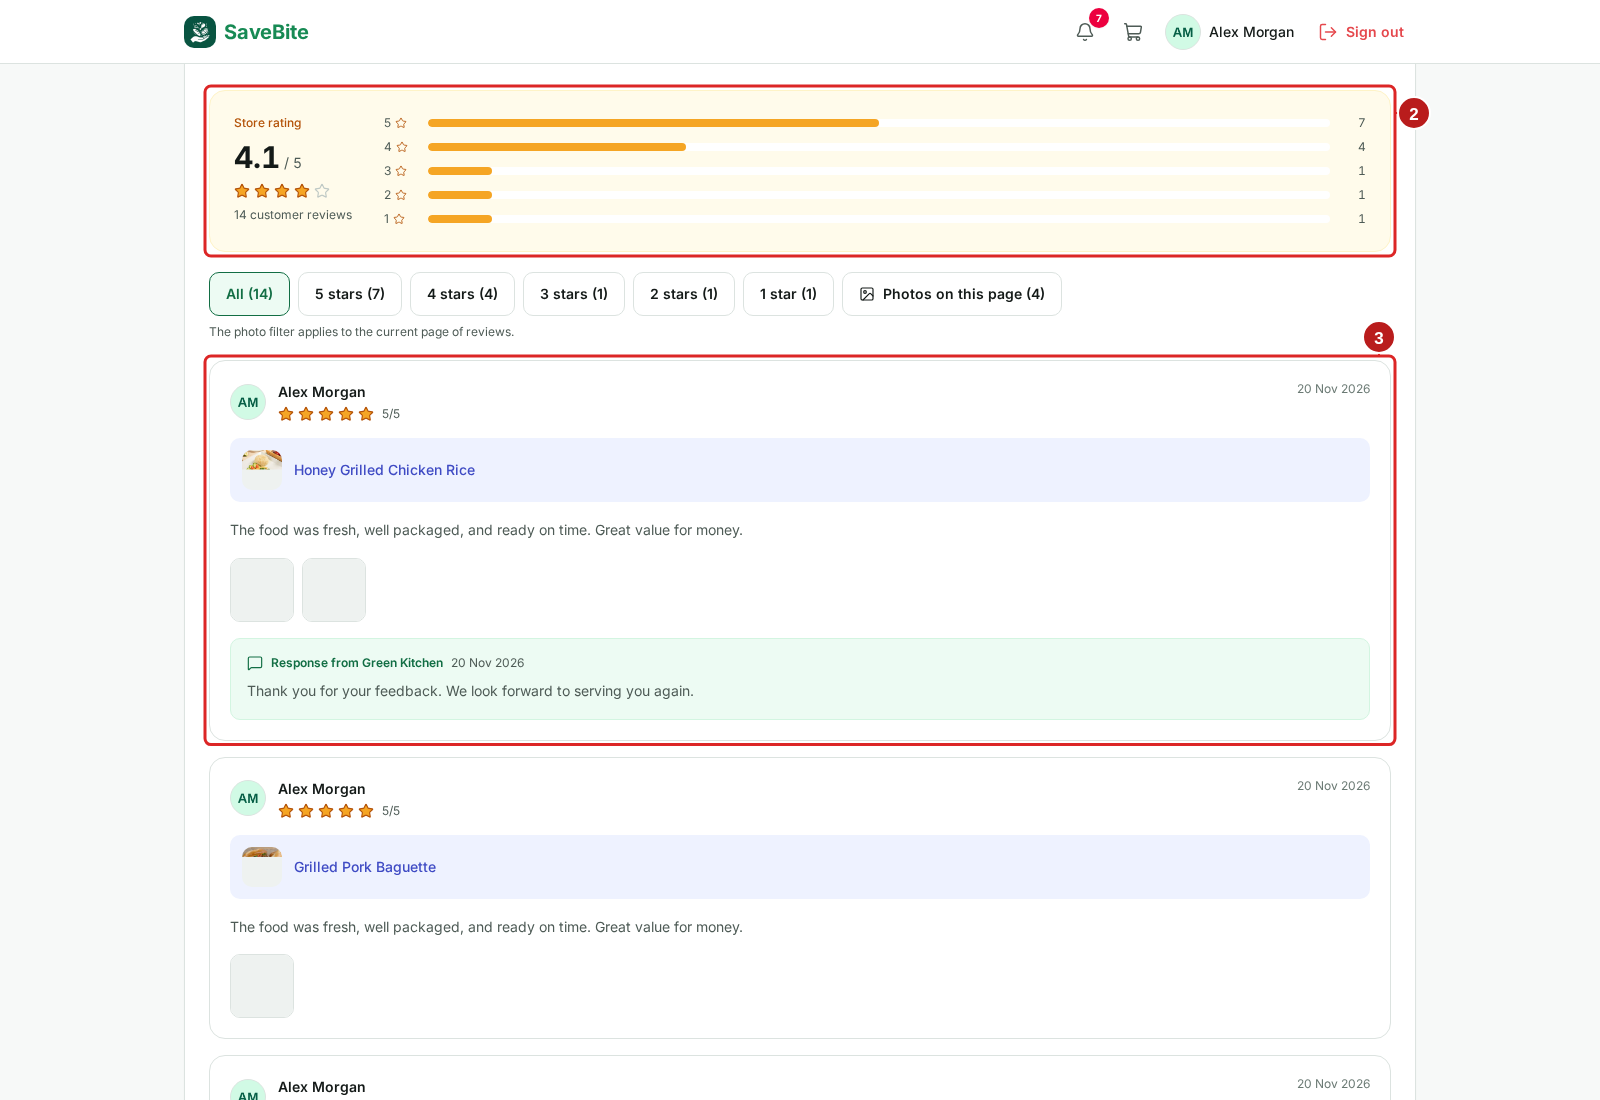 SaveBite
7
AM
Alex Morgan
Sign out
2
Store rating
4.1 / 5
14 customer reviews
5 7
4 4
3 1
2 1
1 1
All (14)
5 stars (7)
4 stars (4)
3 stars (1)
2 stars (1)
1 star (1)
Photos on this page (4)
The photo filter applies to the current page of reviews.
3
AM
Alex Morgan
5/5
20 Nov 2026
Honey Grilled Chicken Rice
The food was fresh, well packaged, and ready on time. Great value for money.
Response from Green Kitchen 20 Nov 2026
Thank you for your feedback. We look forward to serving you again.
AM
Alex Morgan
5/5
20 Nov 2026
Grilled Pork Baguette
The food was fresh, well packaged, and ready on time. Great value for money.
AM
Alex Morgan
20 Nov 2026